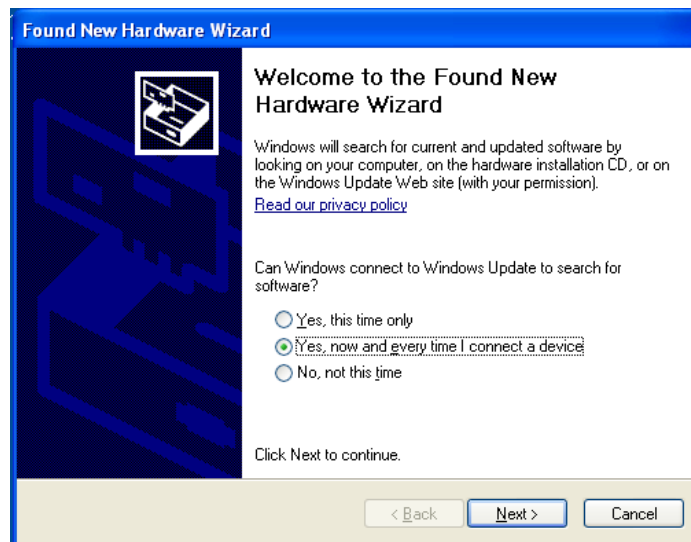 Found New Hardware Wizard
Welcome to the Found New
Hardware Wizard
Windows will search for current and updated software by
looking on your computer, on the hardware installation CD, or on
the Windows Update Web site (with your permission).
Read our privacy policy
Can Windows connect to Windows Update to search for
software?
Yes, this time only
Yes, now and every time I connect a device
No, not this time
Click Next to continue.
< Back Next > Cancel